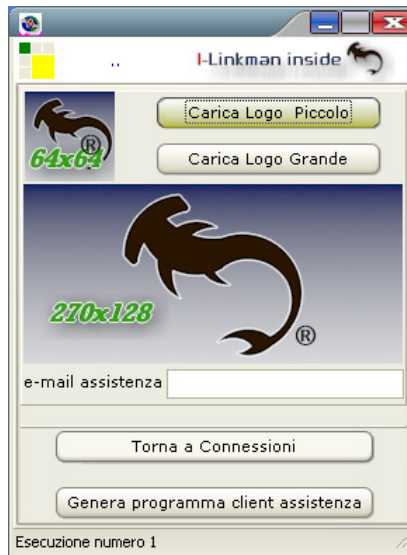 ..
I-Linkman inside
64x64
®
Carica Logo Piccolo
Carica Logo Grande
270x128
®
e-mail assistenza
Torna a Connessioni
Genera programma client assistenza
Esecuzione numero 1